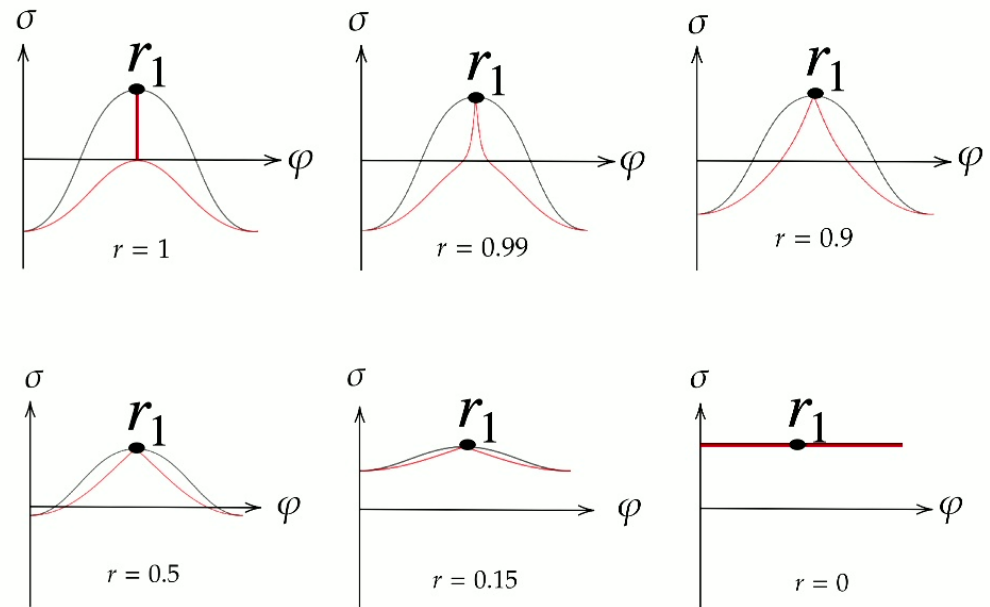 σ σ σ
r₁ r₁ r₁
φ φ φ
r = 1 r = 0.99 r = 0.9
σ σ σ
r₁ r₁ r₁
φ φ φ
r = 0.5 r = 0.15 r = 0